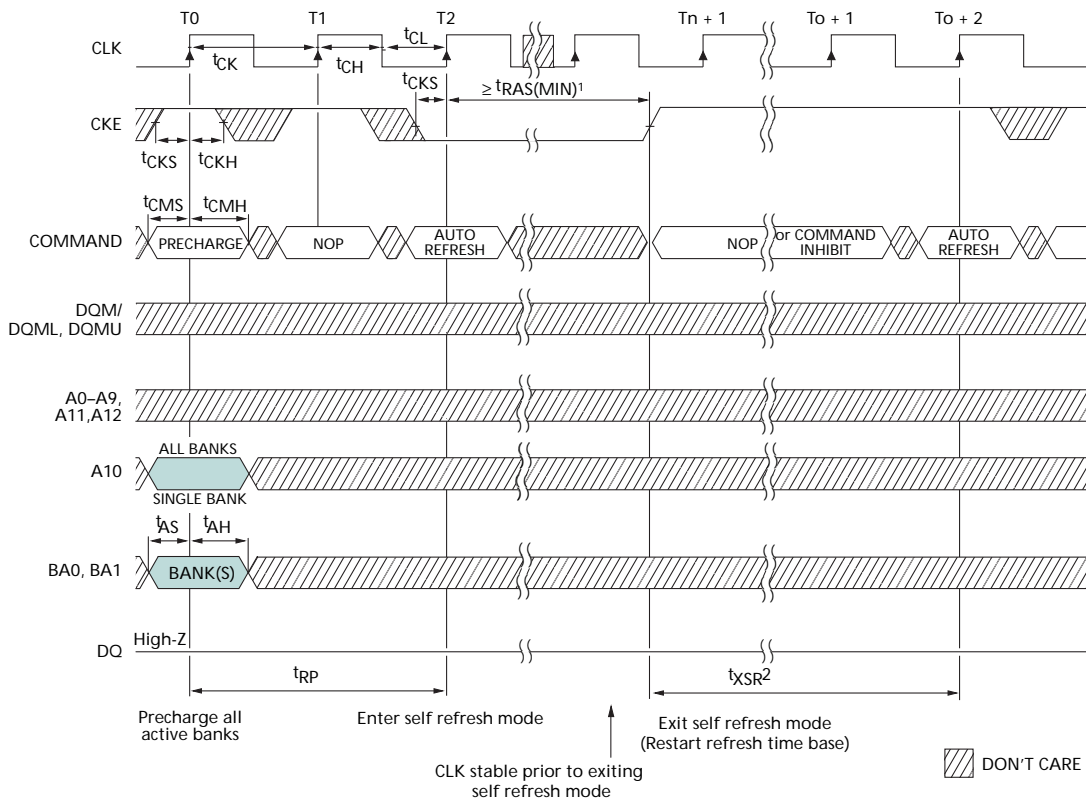 T0 T1 T2 Tn + 1 To + 1 To + 2
CLK
tCK tCH tCL
tCKS ≥ tRAS(MIN)¹
CKE
tCKS tCKH
tCMS tCMH
COMMAND PRECHARGE NOP AUTO REFRESH NOP or COMMAND INHIBIT AUTO REFRESH
DQM/
DQML, DQMU
A0–A9,
A11,A12
ALL BANKS
A10
SINGLE BANK
tAS tAH
BA0, BA1 BANK(S)
High-Z
DQ
tRP tXSR²
Precharge all
active banks
Enter self refresh mode
Exit self refresh mode
(Restart refresh time base)
CLK stable prior to exiting
self refresh mode
DON'T CARE